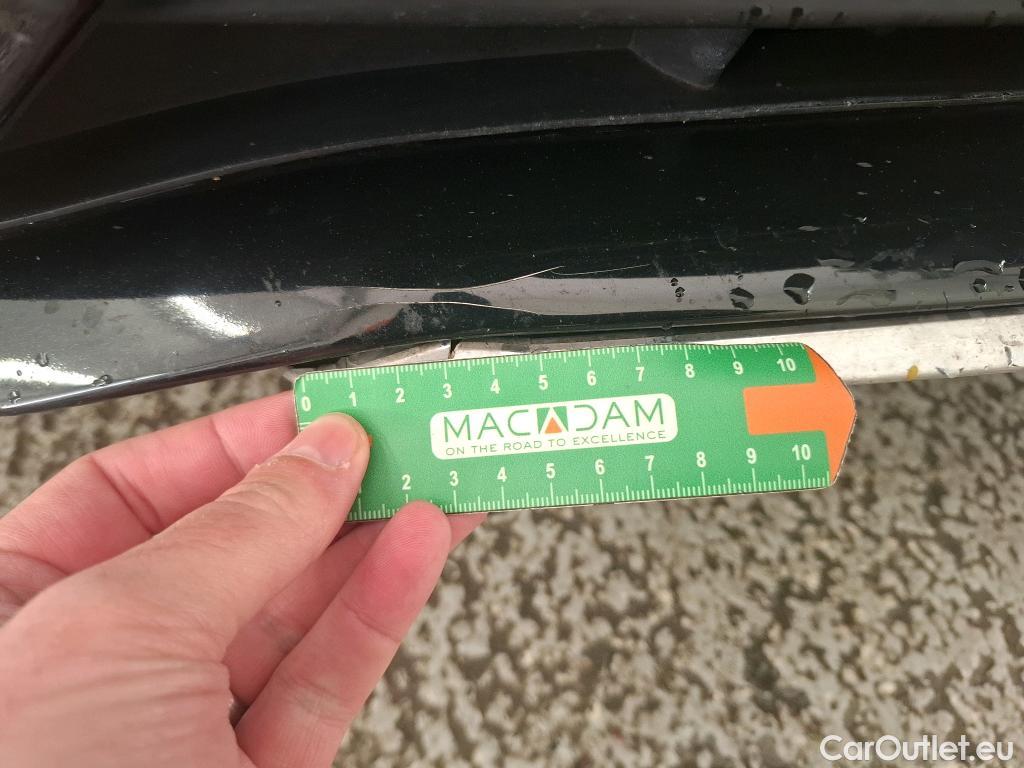 0 1 2 3 4 5 6 7 8 9 10
MACADAM
ON THE ROAD TO EXCELLENCE
2 3 4 5 6 7 8 9 10
CarOutlet.eu